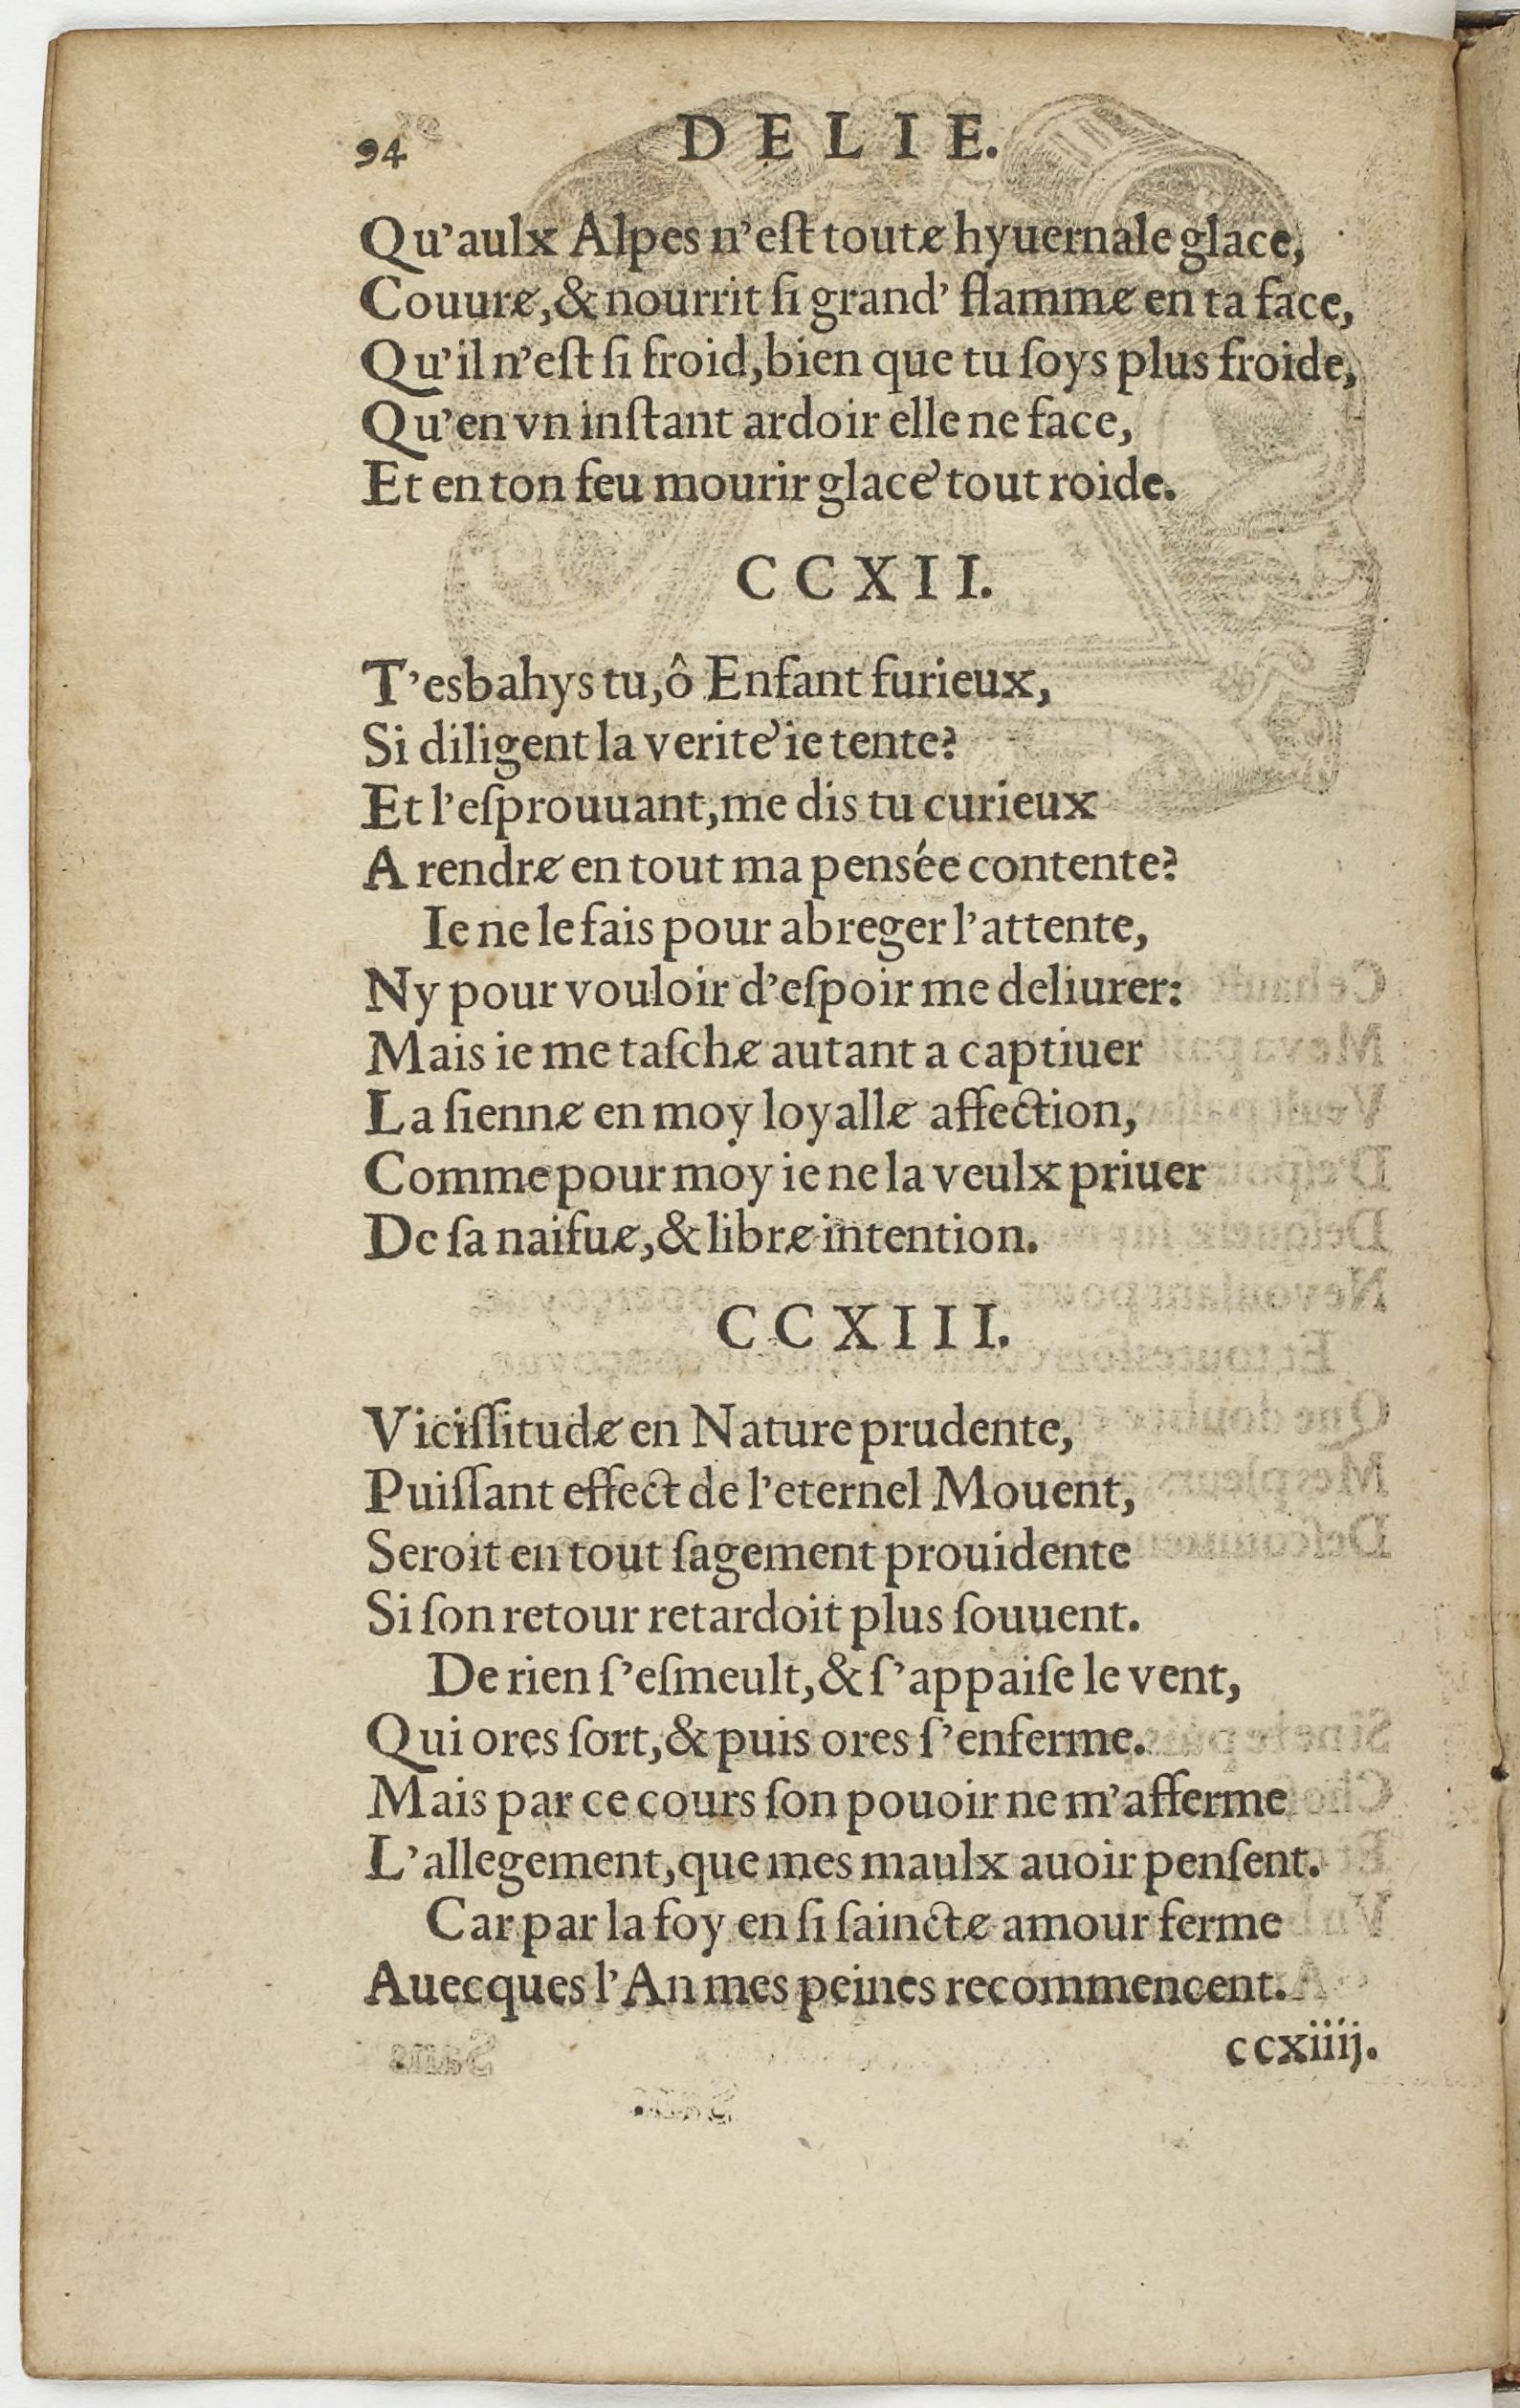 94
DELIE.
Qu'aulx Alpes n'eſt toute hyuernale glace,
Couure, & nourrit ſi grand' flamme en ta face,
Qu'il n'eſt ſi froid, bien que tu ſoys plus froide,
Qu'en vn inſtant ardoir elle ne face,
Et en ton feu mourir glacé tout roide.
CCXII.
T'esbahys tu, ô Enfant furieux,
Si diligent la verité ie tente?
Et l'eſprouuant, me dis tu curieux
A rendre en tout ma pensée contente?
Ie ne le fais pour abreger l'attente,
Ny pour vouloir d'eſpoir me deliurer:
Mais ie me taſche autant a captiuer
La ſienne en moy loyalle affection,
Comme pour moy ie ne la veulx priuer
De ſa naifue, & libre intention.
CCXIII.
Viciſſitude en Nature prudente,
Puiſſant effect de l'eternel Mouent,
Seroit en tout ſagement prouidente
Si ſon retour retardoit plus ſouuent.
De rien ſ'eſmeult, & ſ'appaiſe le vent,
Qui ores ſort, & puis ores ſ'enferme.
Mais par ce cours ſon pouoir ne m'afferme
L'allegement, que mes maulx auoir penſent.
Car par la foy en ſi ſaincte amour ferme
Auecques l'An mes peines recommencent.
ccxiiij.